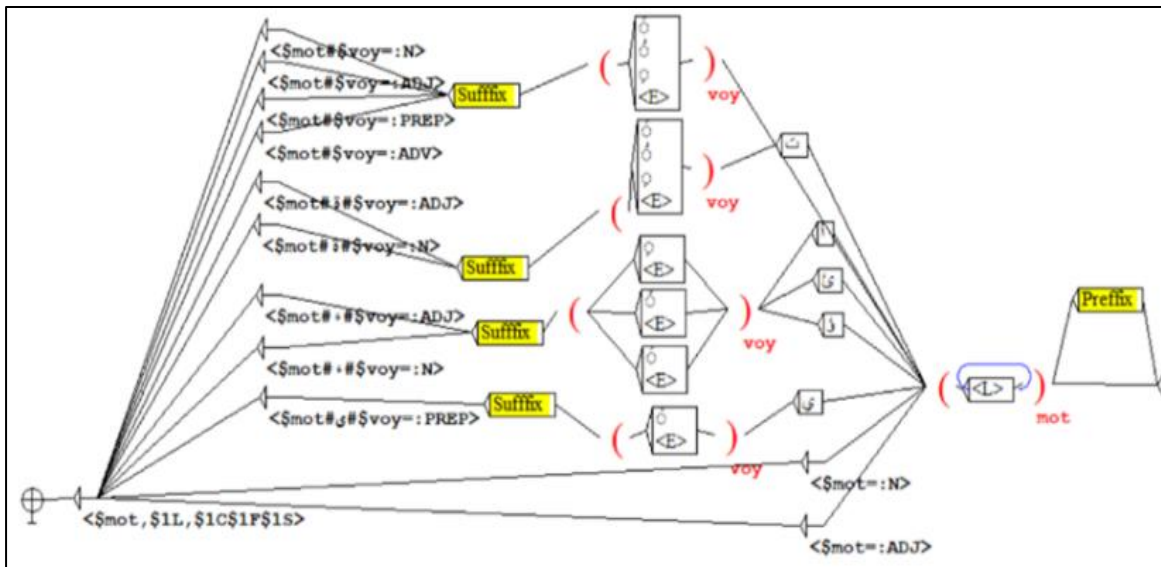 <$mot#$voy=:N>
<$mot#$voy=:ADJ>
<$mot#$voy=:PREP>
<$mot#$voy=:ADV>
Suffix
(
<E>
)
voy
<$mot#ة#$voy=:ADJ>
<$mot#ة#$voy=:N>
Suffix
(
<E>
)
voy
ت
<$mot#ء#$voy=:ADJ>
<$mot#ء#$voy=:N>
Suffix
(
<E>
<E>
<E>
)
voy
ئ
ؤ
<$mot#ي#$voy=:PREP>
Suffix
(
<E>
)
voy
ي
<$mot=:N>
<$mot=:ADJ>
<$mot,$1L,$1C$1F$1S>
(
<L>
)
mot
Preffix